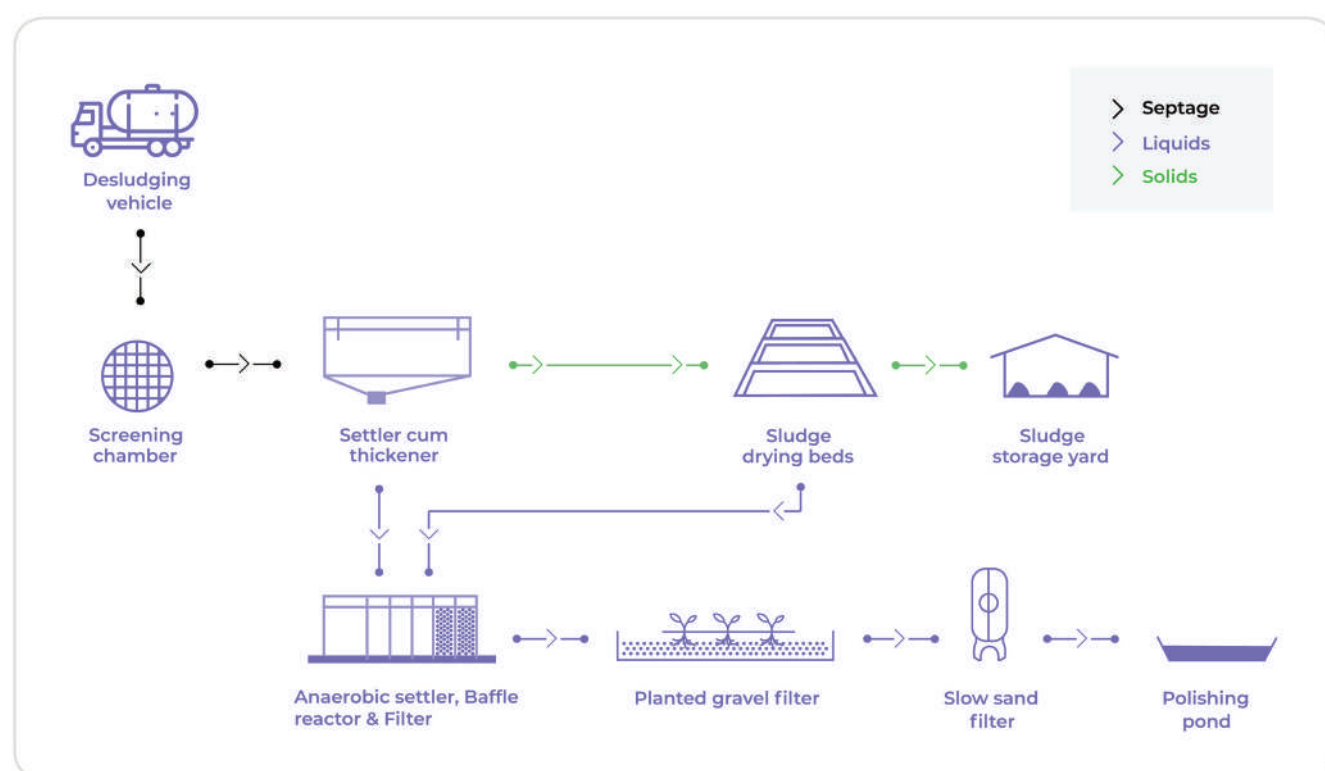 Septage
Liquids
Solids
Desludging
vehicle
Screening
chamber
Settler cum
thickener
Sludge
drying beds
Sludge
storage yard
Anaerobic settler, Baffle
reactor & Filter
Planted gravel filter
Slow sand
filter
Polishing
pond